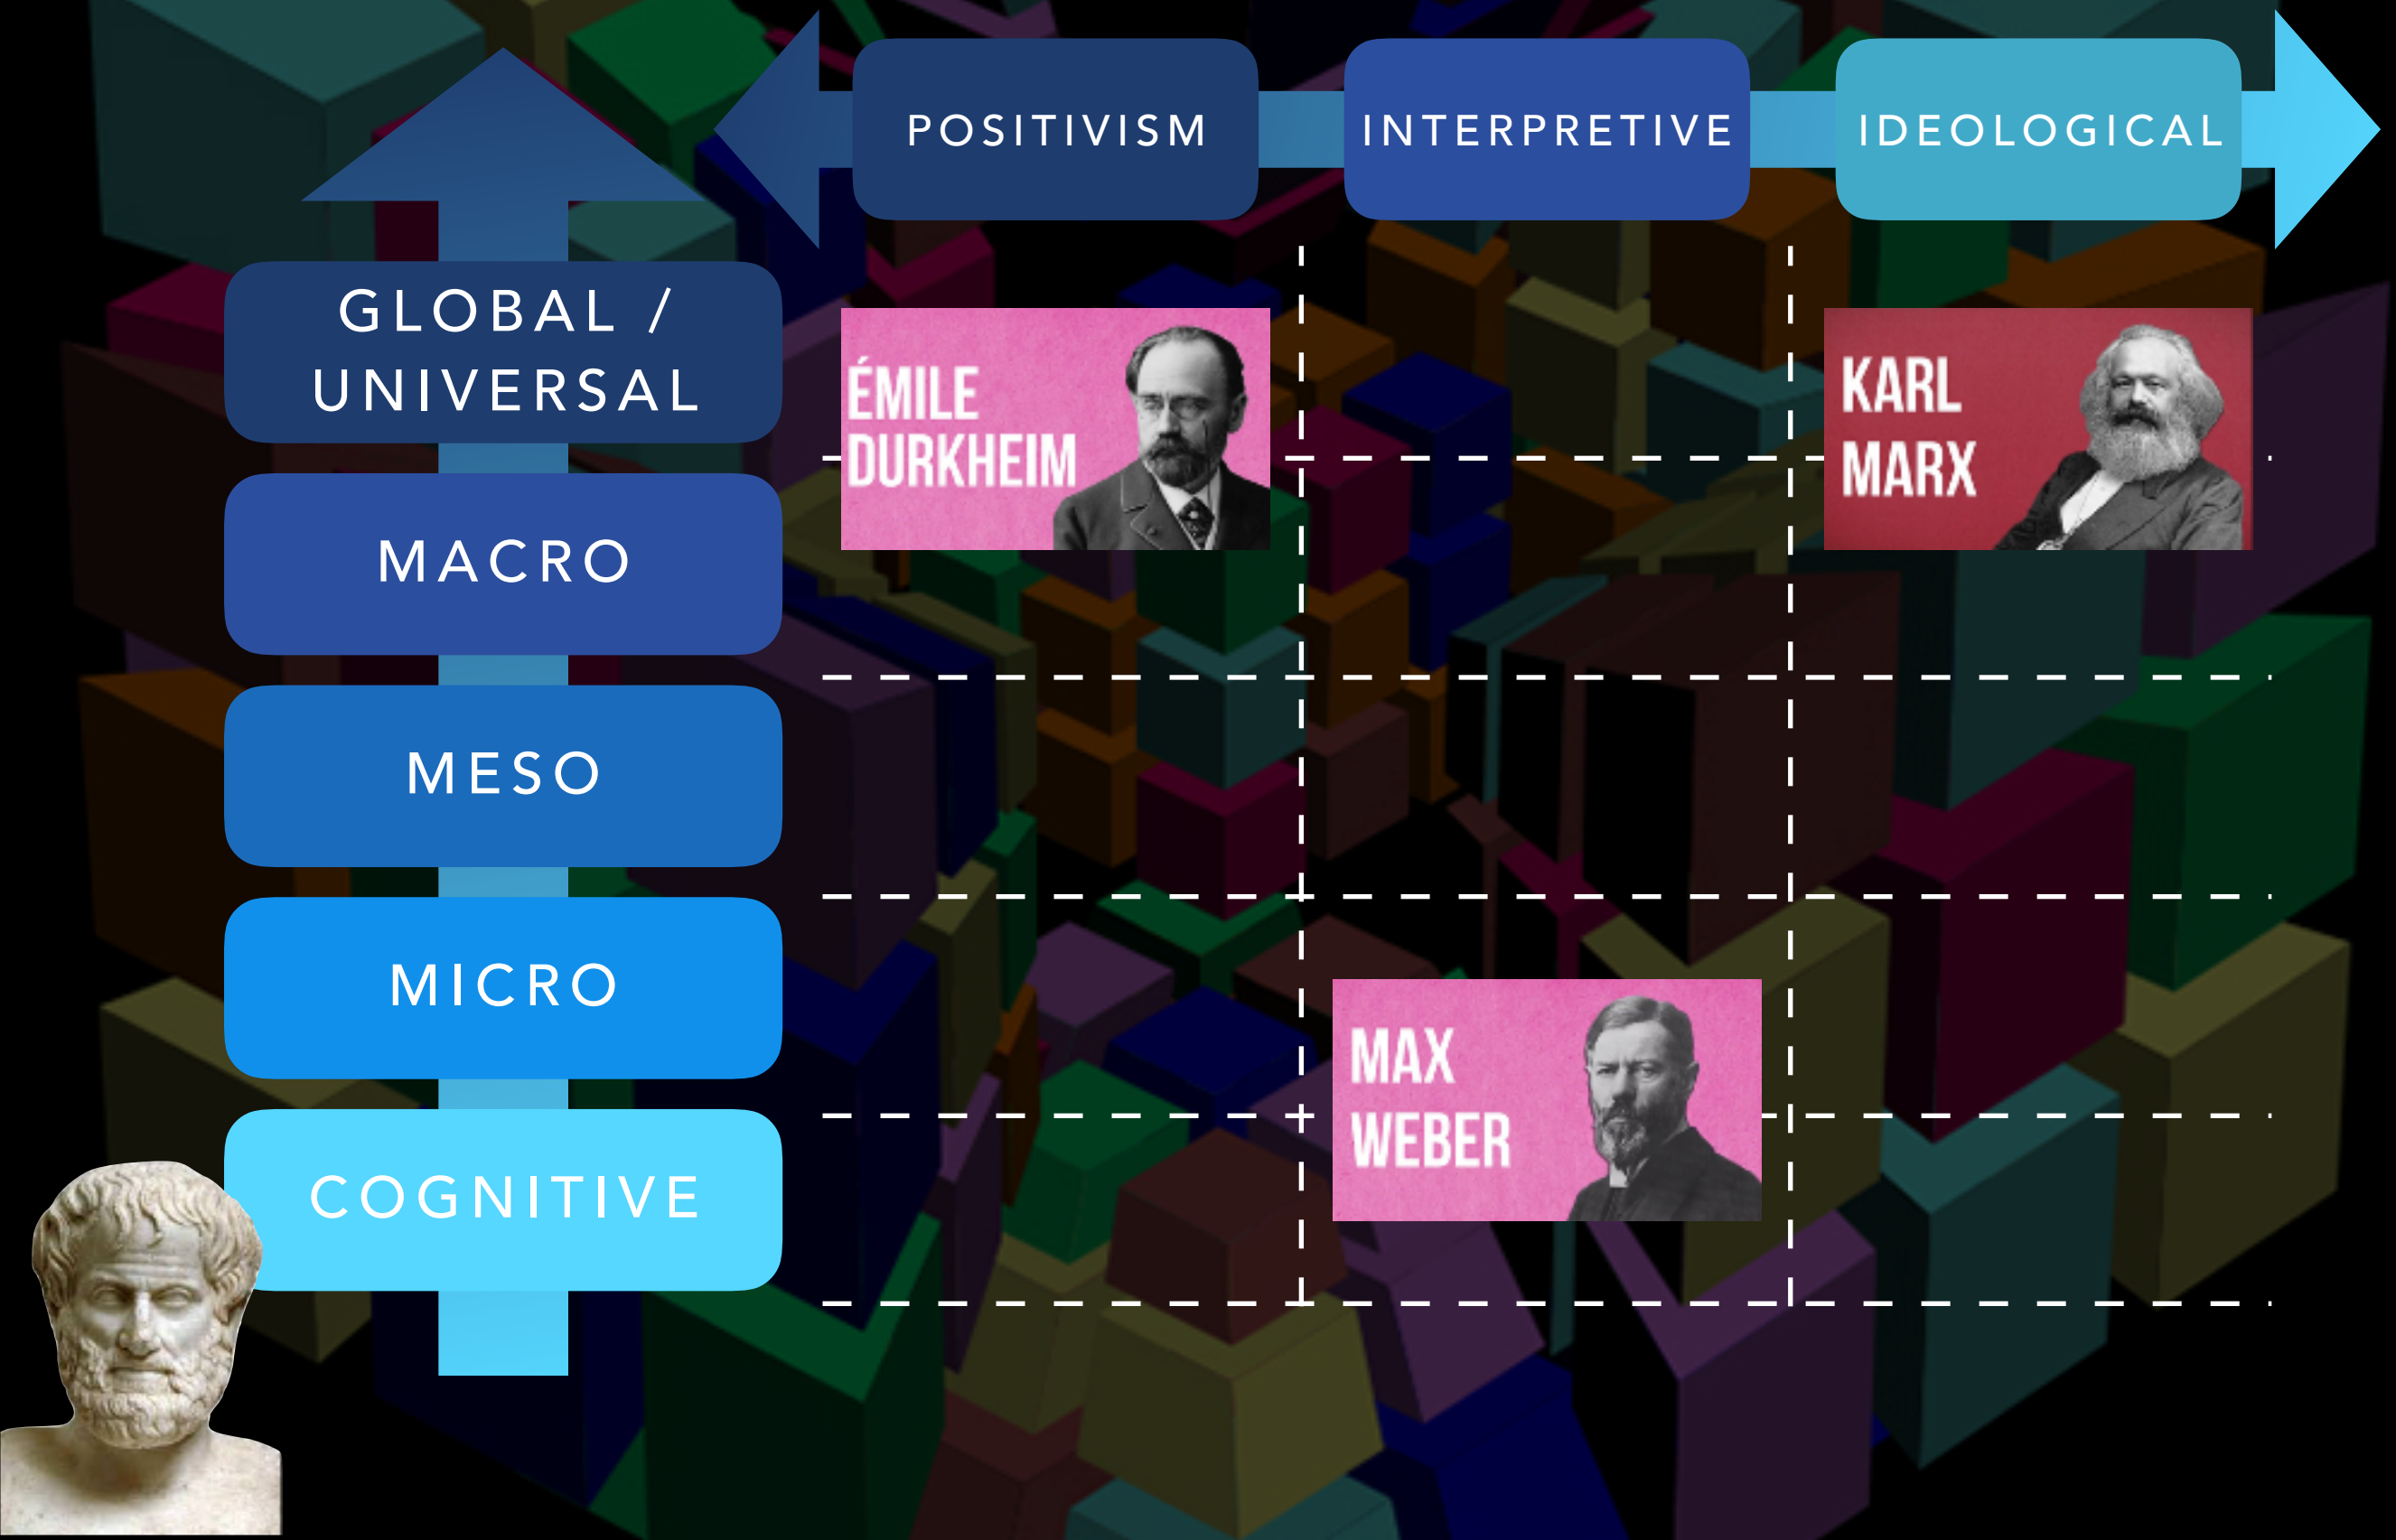 POSITIVISM
INTERPRETIVE
IDEOLOGICAL
GLOBAL /
UNIVERSAL
MACRO
MESO
MICRO
COGNITIVE
ÉMILE
DURKHEIM
KARL
MARX
MAX
WEBER